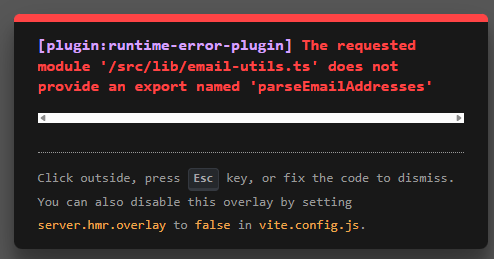 [plugin:runtime-error-plugin] The requested
module '/src/lib/email-utils.ts' does not
provide an export named 'parseEmailAddresses'
Click outside, press Esc key, or fix the code to dismiss.
You can also disable this overlay by setting
server.hmr.overlay to false in vite.config.js.